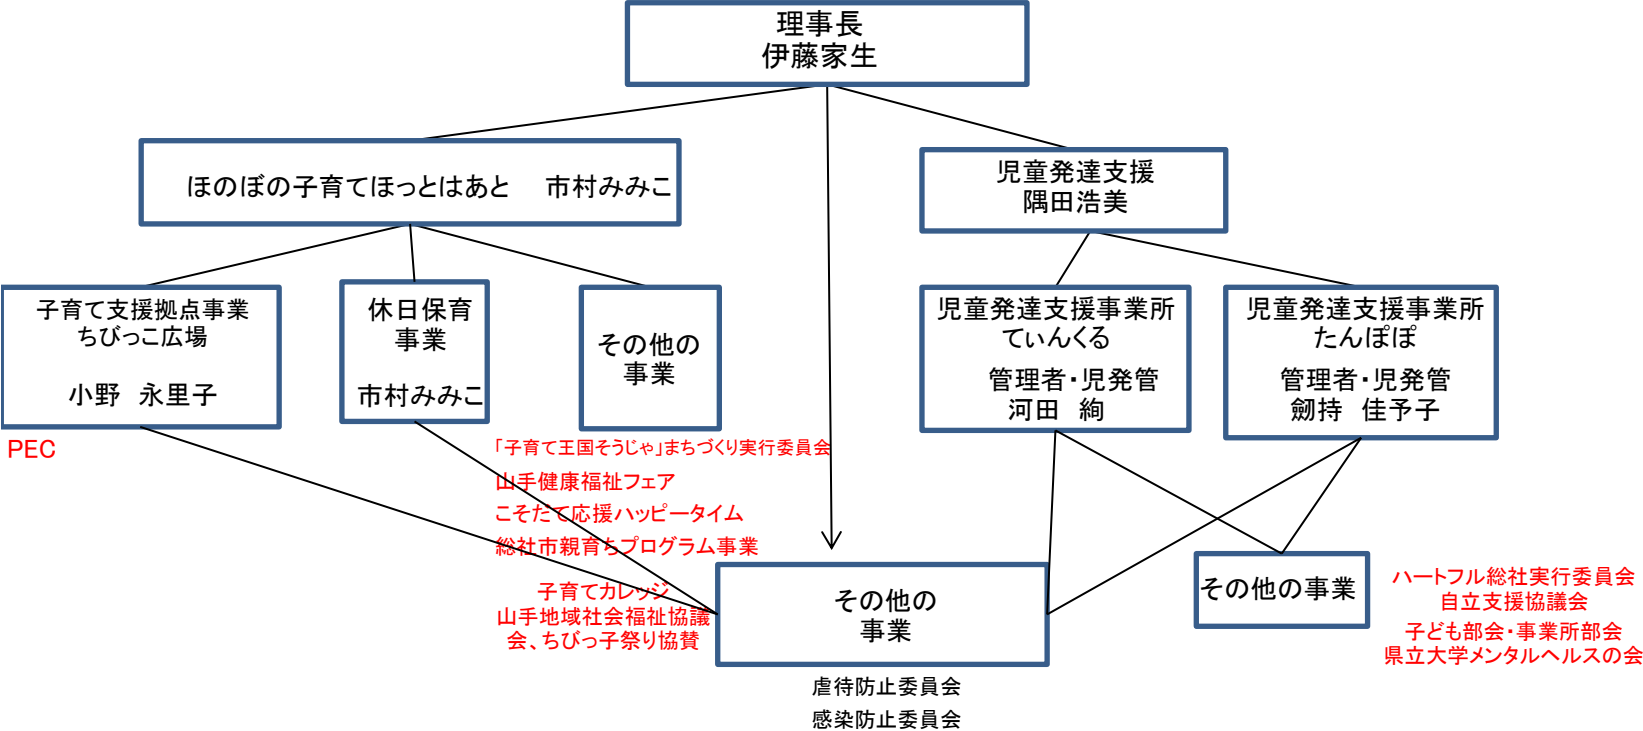 理事長
伊藤家生
ほのぼの子育てほっとはあと　市村みみこ
児童発達支援
隅田浩美
子育て支援拠点事業
ちびっこ広場
小野　永里子
休日保育
事業
市村みみこ
その他の
事業
児童発達支援事業所
てぃんくる
管理者・児発管
河田　絢
児童発達支援事業所
たんぽぽ
管理者・児発管
劒持　佳予子
PEC
「子育て王国そうじゃ」まちづくり実行委員会
山手健康福祉フェア
こそたて応援ハッピータイム
総社市親育ちプログラム事業
子育てカレッジ
山手地域社会福祉協議
会、ちびっ子祭り協賛
その他の
事業
虐待防止委員会
感染防止委員会
その他の事業
ハートフル総社実行委員会
自立支援協議会
子ども部会・事業所部会
県立大学メンタルヘルスの会